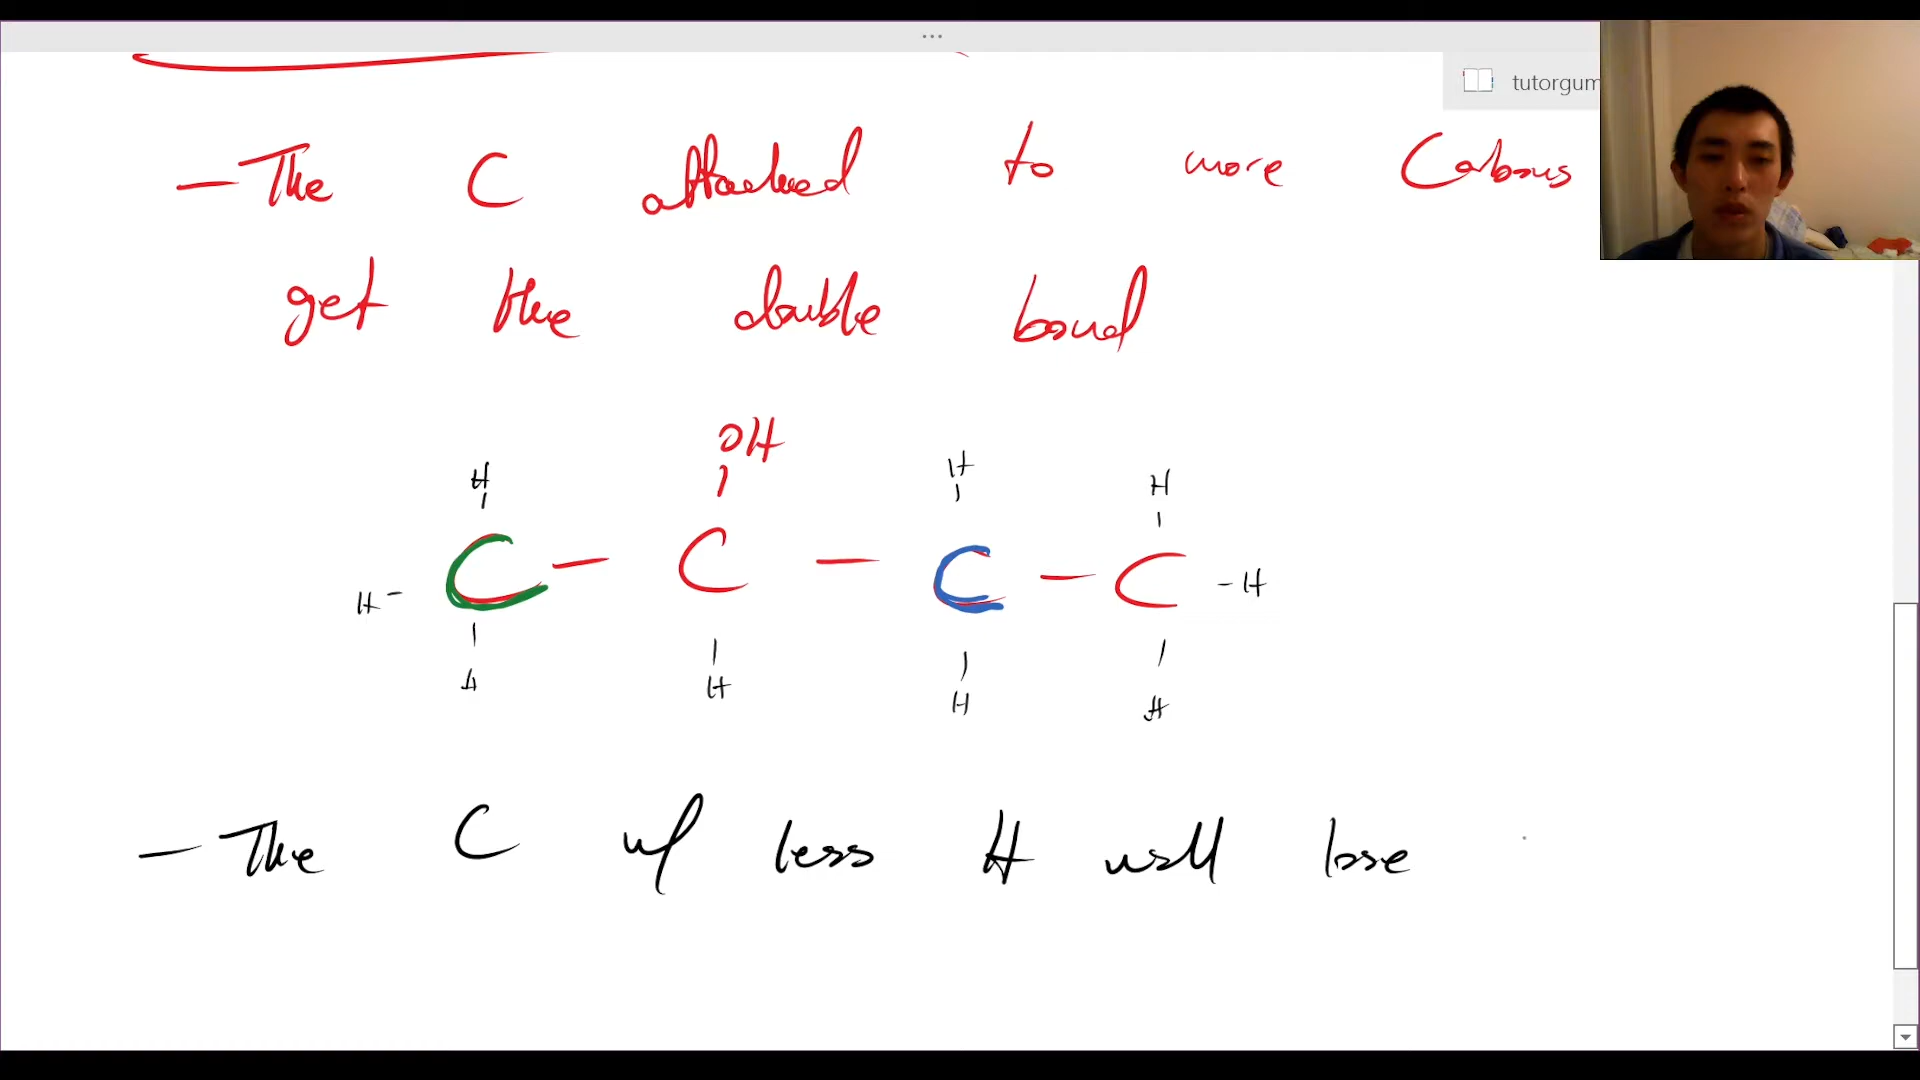 ...
tutorgum
- The C attached to more Carbons
get the double bond
OH
H H H
H - C - C - C - C - H
H H H H
- The C w/ less H will lose